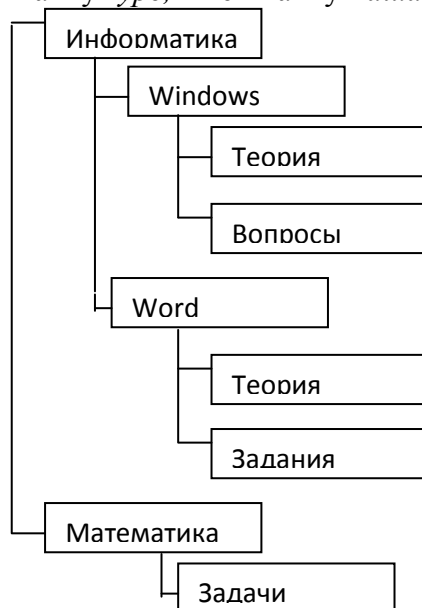 Информатика
Windows
Теория
Вопросы
Word
Теория
Задания
Математика
Задачи